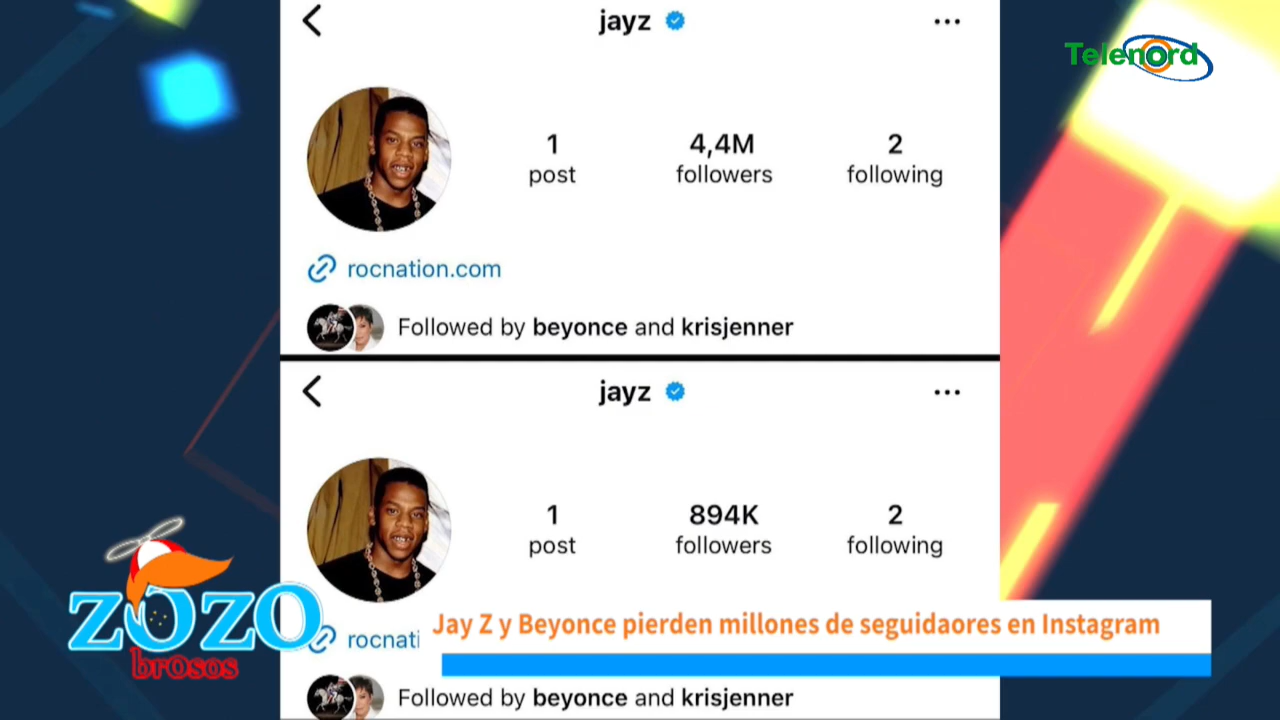 jayz
Telenord
1
4,4M
2
post
followers
following
rocnation.com
Followed by beyonce and krisjenner
jayz
1
894K
2
post
followers
following
zozo
brosos
rocnati
Jay Z y Beyonce pierden millones de seguidaores en Instagram
Followed by beyonce and krisjenner